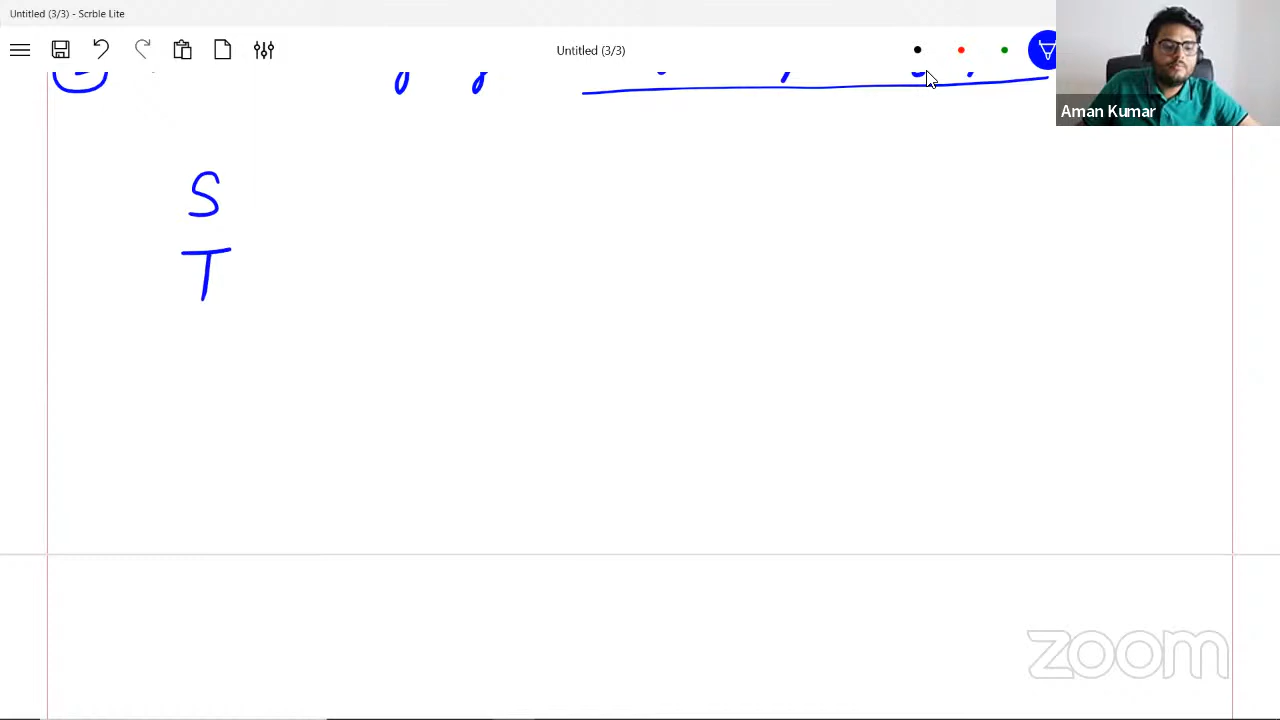 Untitled (3/3) - Scrble Lite
Untitled (3/3)
Aman Kumar
S
T
zoom